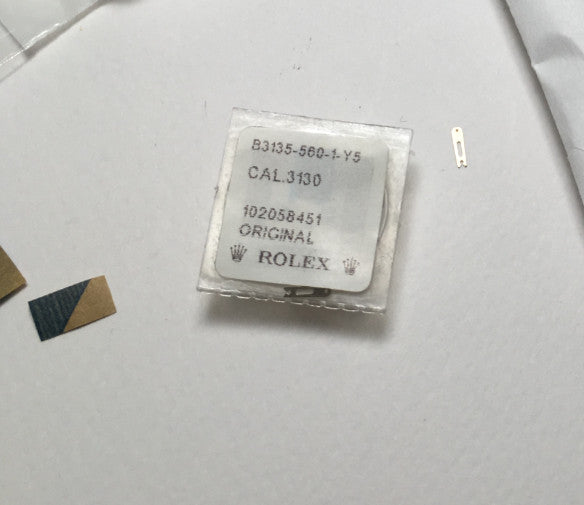 B3135-560-1-Y5
CAL.3130
102058451
ORIGINAL
ROLEX